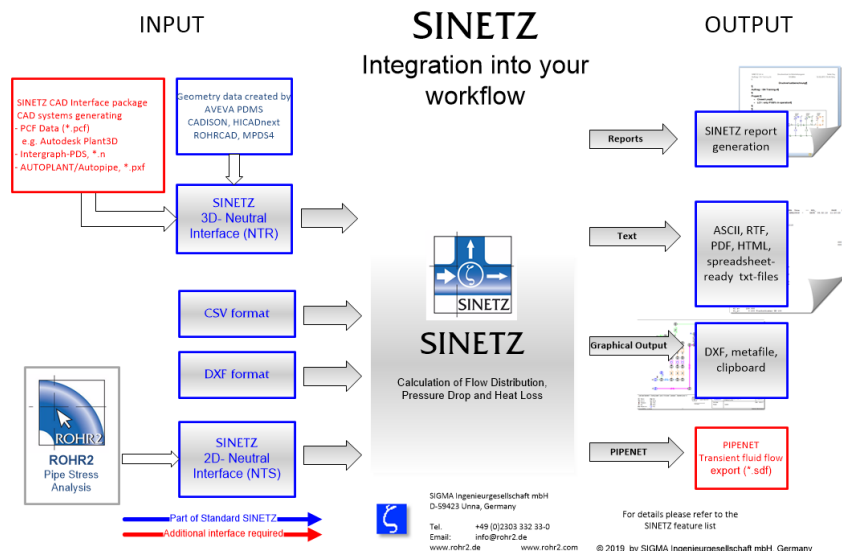 INPUT
SINETZ
Integration into your
workflow
OUTPUT
SINETZ CAD Interface package
CAD systems generating
- PCF Data (*.pcf)
e.g. Autodesk Plant3D
- Intergraph-PDS, *.n
- AUTOPLANT/Autopipe, *.pxf
Geometry data created by
AVEVA PDMS
CADISON, HICADnext
ROHRCAD, MPDS4
SINETZ
3D- Neutral
Interface (NTR)
CSV format
DXF format
SINETZ
2D- Neutral
Interface (NTS)
ROHR2
ROHR2
Pipe Stress
Analysis
ζ
SINETZ
SINETZ
Calculation of Flow Distribution,
Pressure Drop and Heat Loss
Reports
SINETZ report
generation
Text
ASCII, RTF,
PDF, HTML,
spreadsheet-
ready txt-files
Graphical Output
DXF, metafile,
clipboard
PIPENET
PIPENET
Transient fluid flow
export (*.sdf)
Part of Standard SINETZ
Additional interface required
ζ
SIGMA Ingenieurgesellschaft mbH
D-59423 Unna, Germany
Tel. +49 (0)2303 332 33-0
Email: info@rohr2.de
www.rohr2.de www.rohr2.com
For details please refer to the
SINETZ feature list
© 2019 by SIGMA Ingenieurgesellschaft mbH, Germany